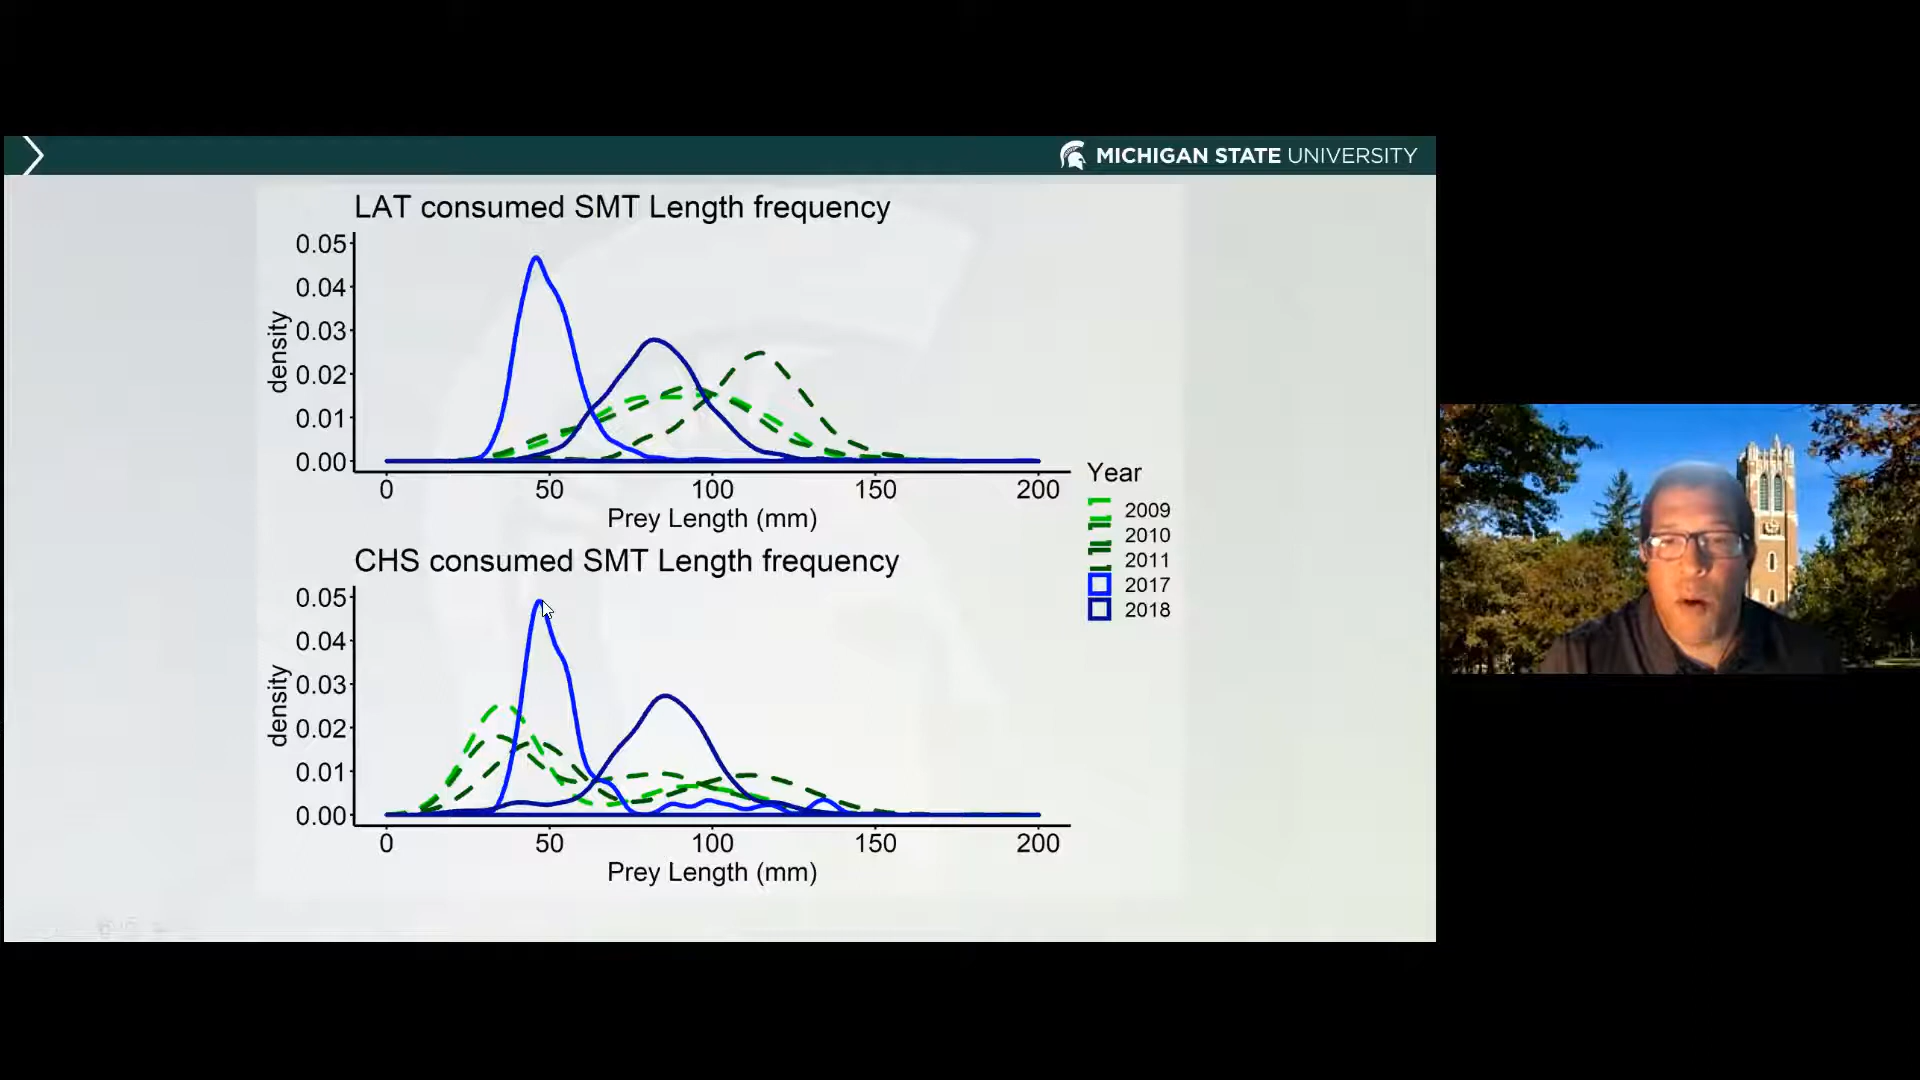 MICHIGAN STATE UNIVERSITY
LAT consumed SMT Length frequency
density
0.05
0.04
0.03
0.02
0.01
0.00
0 50 100 150 200
Prey Length (mm)
CHS consumed SMT Length frequency
density
0.05
0.04
0.03
0.02
0.01
0.00
0 50 100 150 200
Prey Length (mm)
Year
2009
2010
2011
2017
2018